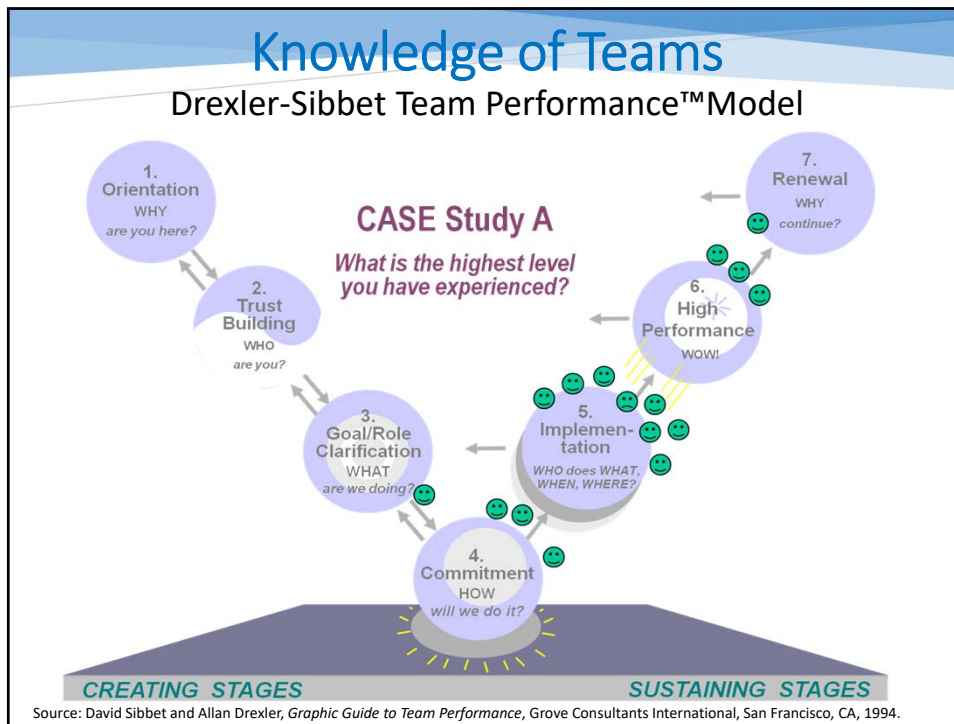 Knowledge of Teams
Drexler-Sibbet Team Performance™Model
1.
Orientation
WHY
are you here?
CASE Study A
What is the highest level
you have experienced?
7.
Renewal
WHY
continue?
2.
Trust
Building
WHO
are you?
6.
High
Performance
WOW!
3.
Goal/Role
Clarification
WHAT
are we doing?
5.
Implemen-
tation
WHO does WHAT,
WHEN, WHERE?
4.
Commitment
HOW
will we do it?
CREATING STAGES
SUSTAINING STAGES
Source: David Sibbet and Allan Drexler, Graphic Guide to Team Performance, Grove Consultants International, San Francisco, CA, 1994.